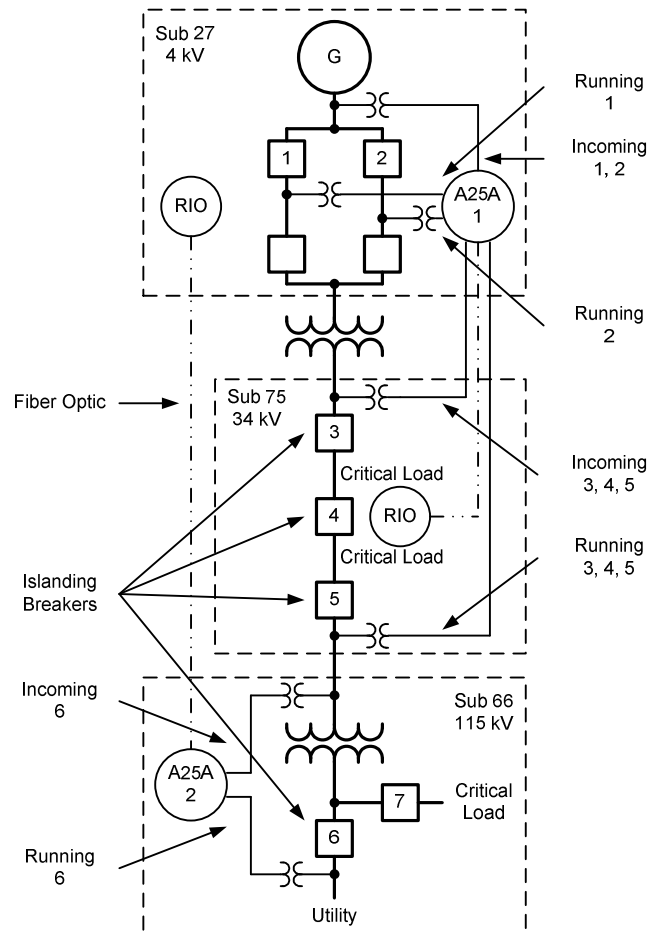 Sub 27
4 kV
G
Running
1
Incoming
1, 2
1
2
RIO
A25A
1
Running
2
Fiber Optic
Sub 75
34 kV
3
Critical Load
Incoming
3, 4, 5
4
RIO
Critical Load
Running
3, 4, 5
Islanding
Breakers
5
Incoming
6
Sub 66
115 kV
A25A
2
7
Critical
Load
6
Running
6
Utility